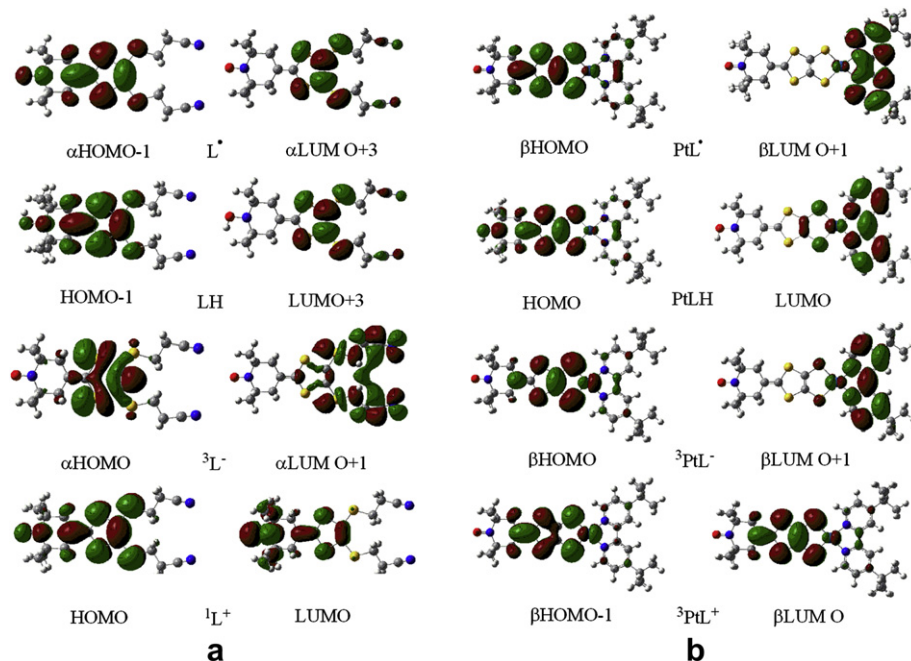 αHOMO-1 L• αLUM O+3
HOMO-1 LH LUMO+3
αHOMO ³L⁻ αLUM O+1
HOMO ¹L⁺ LUMO
a
βHOMO PtL• βLUM O+1
HOMO PtLH LUMO
βHOMO ³PtL⁻ βLUM O+1
βHOMO-1 ³PtL⁺ βLUM O
b